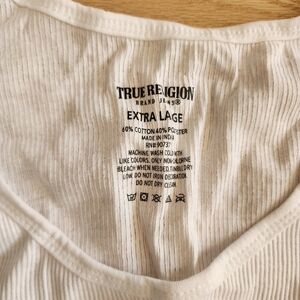 TRUE RELIGION
BRAND JEANS®
EXTRA LAGE
60% COTTON 40% POLYESTER
MADE IN INDIA
RN# 90737
MACHINE WASH COLD WITH
LIKE COLORS, ONLY NON-CHLORINE
BLEACH WHEN NEEDED, TUMBLE DRY
LOW, DO NOT IRON DECORATION.
DO NOT DRY CLEAN.